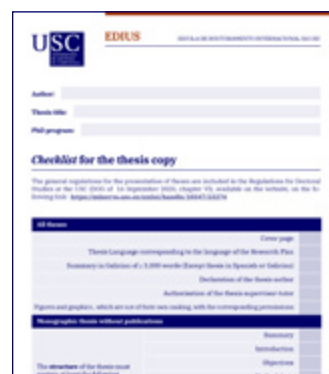 USC
EDIUS
ESCOLA DE DOUTORAMENTO INTERNACIONAL DA USC
Author:
Thesis title:
PhD program:
Checklist for the thesis copy
The general regulations for the presentation of theses are included in the Regulations for Doctoral
Studies at the USC (DOG of 16 September 2020, chapter VI), available on the website, on the fo-
llowing link:
All theses
Cover page
Thesis Language corresponding to the language of the Research Plan
Summary in Galician of ≥ 3,000 words (Except thesis in Spanish or Galician)
Declaration of the thesis author
Authorization of the thesis supervisor/tutor
Figures and graphics, which are not of their own making, with the corresponding permissions
Monographic thesis without publications
Summary
Introduction
Objectives
The structure of the thesis must